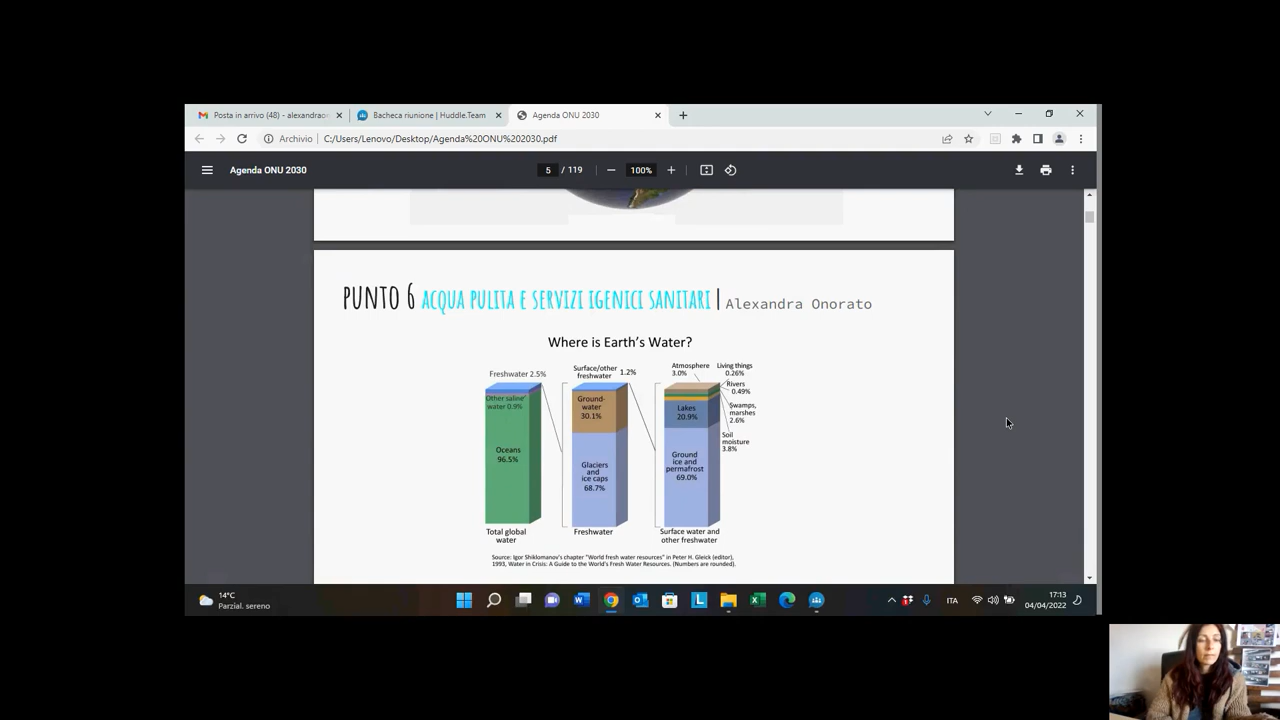 Posta in arrivo (48) - alexandrao
Bacheca riunione | Huddle.Team
Agenda ONU 2030
Archivio
C:/Users/Lenovo/Desktop/Agenda%20ONU%202030.pdf
Agenda ONU 2030
5 / 119
100%
PUNTO 6 ACQUA PULITA E SERVIZI IGENICI SANITARI | Alexandra Onorato
Where is Earth's Water?
Freshwater 2.5%
Other saline
water 0.9%
Oceans
96.5%
Total global
water
Surface/other
freshwater 1.2%
Ground-
water
30.1%
Glaciers
and
ice caps
68.7%
Freshwater
Atmosphere
3.0%
Living things
0.26%
Rivers
0.49%
Swamps,
marshes
2.6%
Soil
moisture
3.8%
Lakes
20.9%
Ground
ice and
permafrost
69.0%
Surface water and
other freshwater
Source: Igor Shiklomanov's chapter "World fresh water resources" in Peter H. Gleick (editor),
1993, Water in Crisis: A Guide to the World's Fresh Water Resources. (Numbers are rounded).
14°C
Parzial. sereno
ITA
17:13
04/04/2022